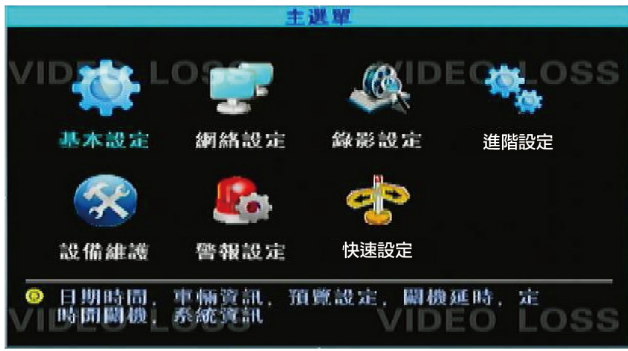 主選單
VIDEO LOSS
VIDEO LOSS
基本設定
網絡設定
錄影設定
進階設定
設備維護
警報設定
快速設定
日期時間，車輛資訊，預覽設定，關機延時，定
時開關機，系統資訊
VIDEO LOSS
VIDEO LOSS